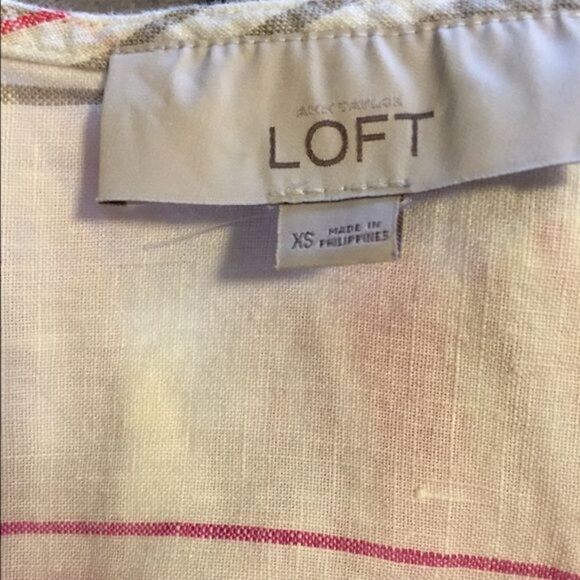 ANN TAYLOR
LOFT
XS MADE IN
PHILIPPINES